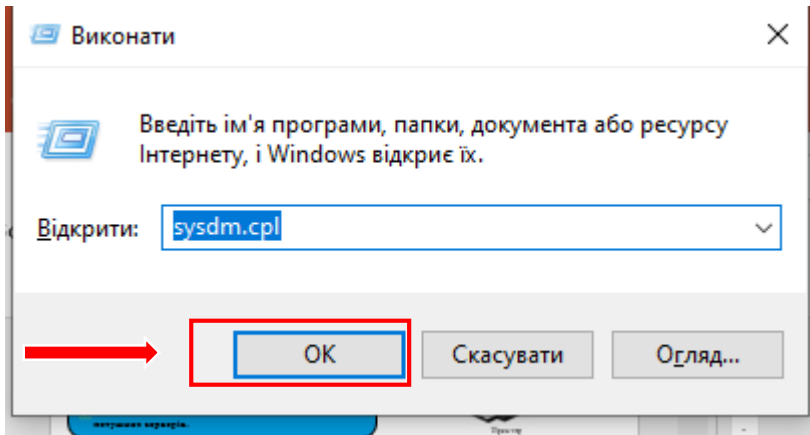 Виконати
Введіть ім'я програми, папки, документа або ресурсу
Інтернету, і Windows відкриє їх.
Відкрити: sysdm.cpl
OK Скасувати Огляд...